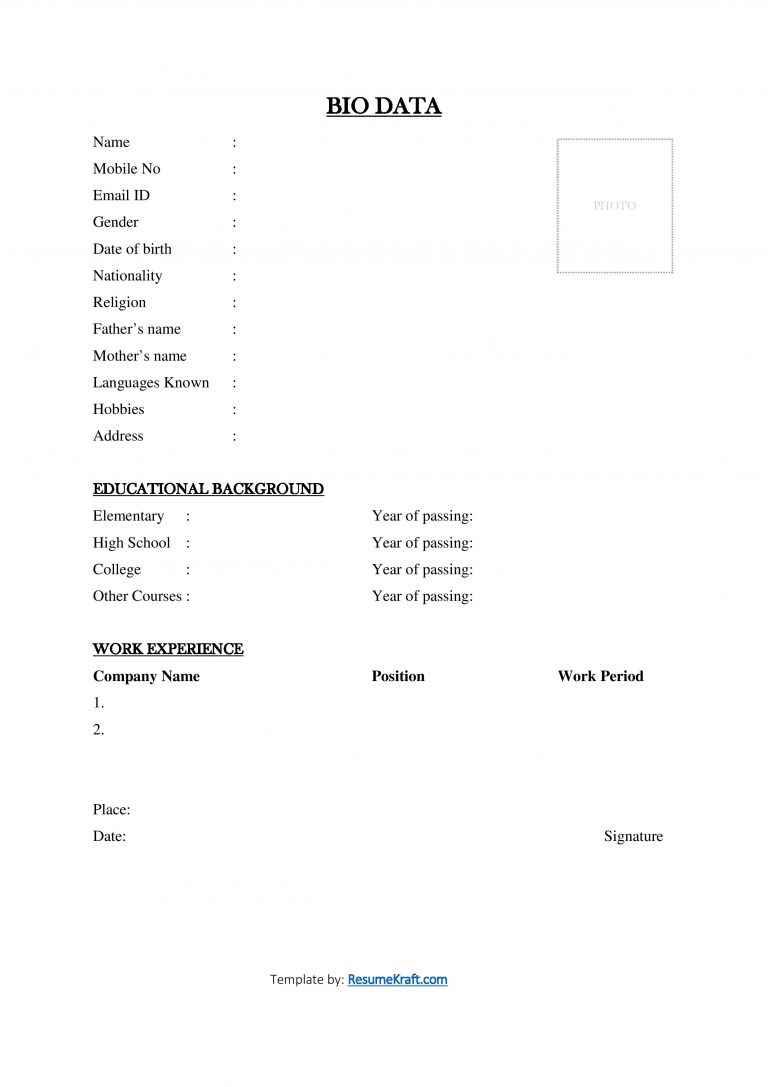 BIO DATA
Name :
Mobile No :
PHOTO
Email ID :
Gender :
Date of birth :
Nationality :
Religion :
Father’s name :
Mother’s name :
Languages Known :
Hobbies :
Address :
EDUCATIONAL BACKGROUND
Elementary : Year of passing:
High School : Year of passing:
College : Year of passing:
Other Courses : Year of passing:
WORK EXPERIENCE
Company Name Position Work Period
1.
2.
Place:
Date: Signature
Template by: ResumeKraft.com